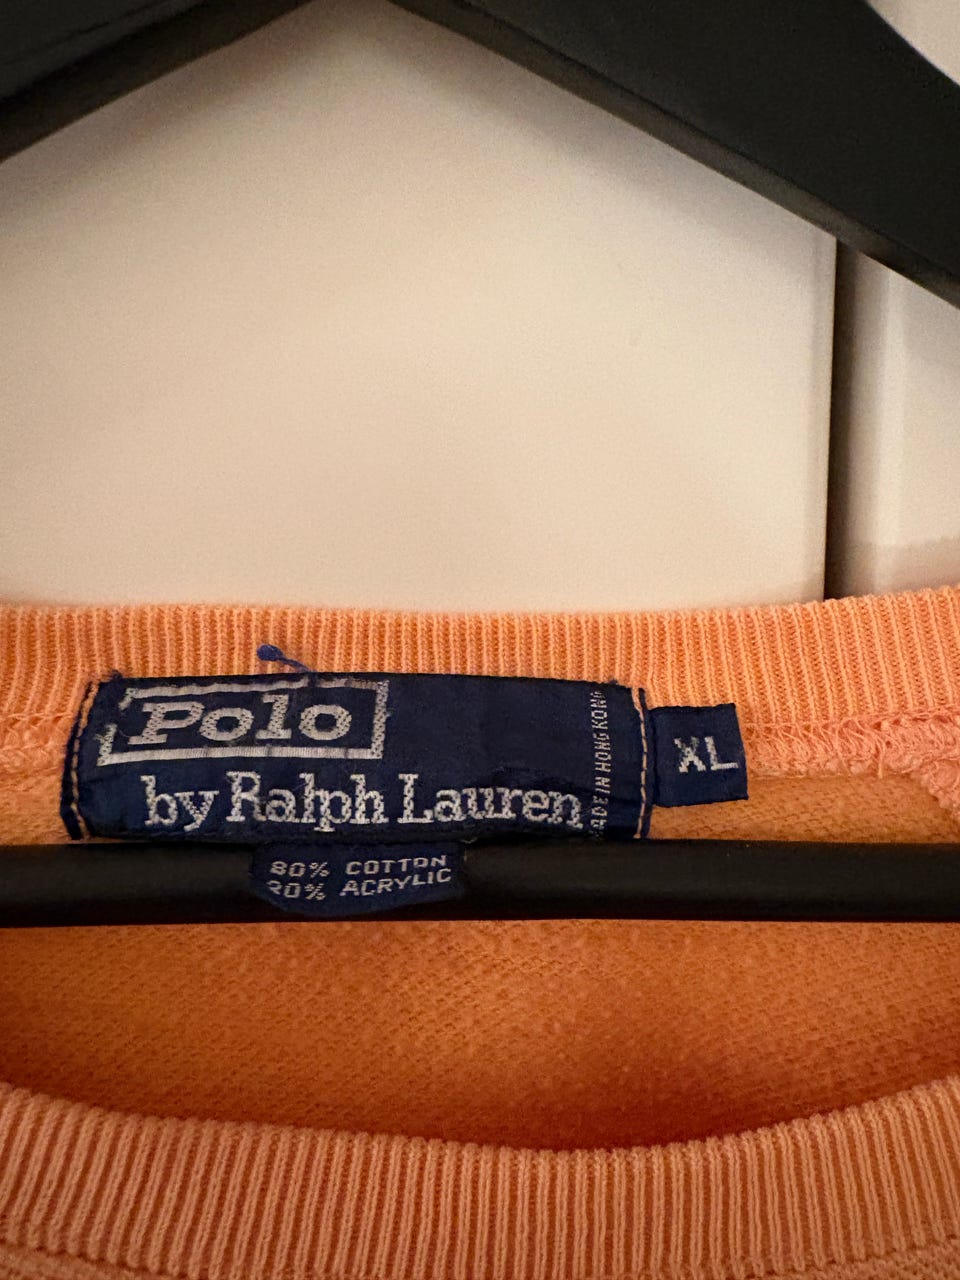 Polo
by Ralph Lauren
MADE IN HONG KONG
XL
80% COTTON
20% ACRYLIC